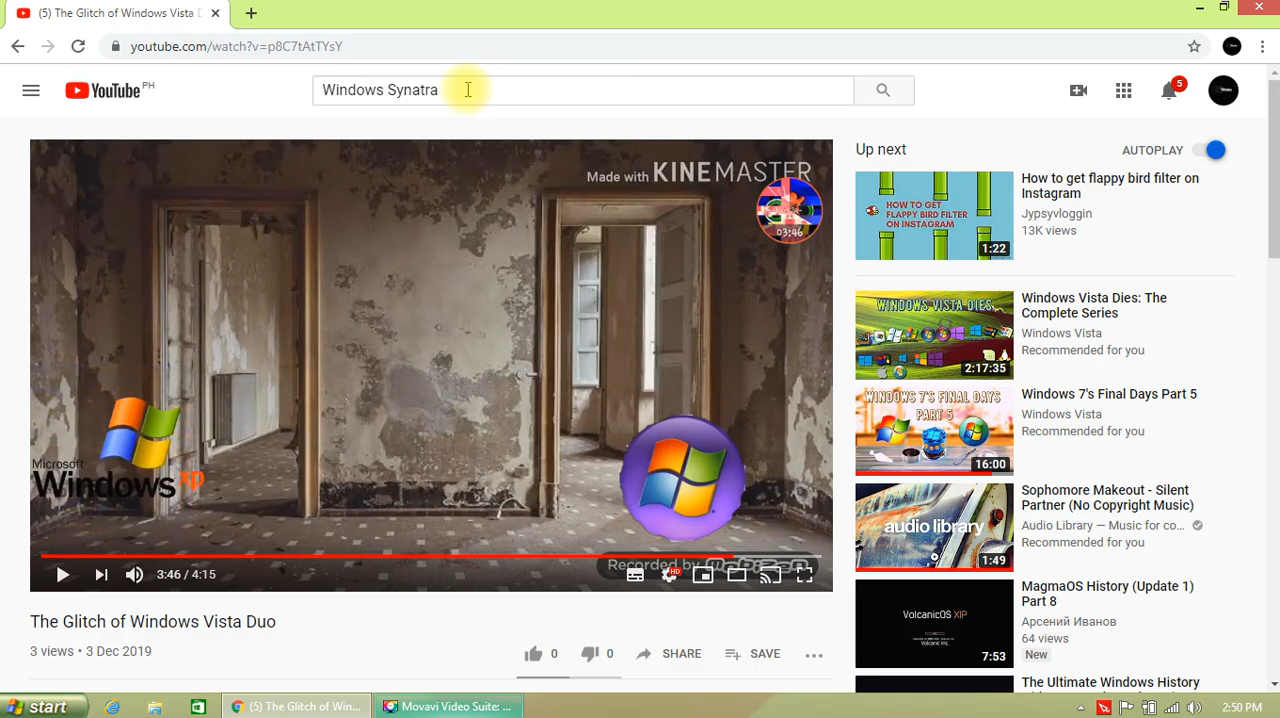 (5) The Glitch of Windows Vista D
youtube.com/watch?v=p8C7tAtTYsY
YouTube PH
Windows Synatra
5
Made with KINEMASTER
03:46
Microsoft
Windows xp
Recorded by
3:46 / 4:15
HD
The Glitch of Windows Vista Dio
3 views • 3 Dec 2019
0
0
SHARE
SAVE
Up next
AUTOPLAY
HOW TO GET
FLAPPY BIRD FILTER
ON INSTAGRAM
1:22
How to get flappy bird filter on
Instagram
Jypsyvloggin
13K views
WINDOWS VISTA DIES
2:17:35
Windows Vista Dies: The
Complete Series
Windows Vista
Recommended for you
WINDOWS 7'S FINAL DAYS
PART 5
16:00
Windows 7's Final Days Part 5
Windows Vista
Recommended for you
audio library
1:49
Sophomore Makeout - Silent
Partner (No Copyright Music)
Audio Library — Music for co...
Recommended for you
VolcanicOS XIP
7:53
MagmaOS History (Update 1)
Part 8
Арсений Иванов
64 views
New
The Ultimate Windows History
start
(5) The Glitch of Win...
Movavi Video Suite: ...
2:50 PM